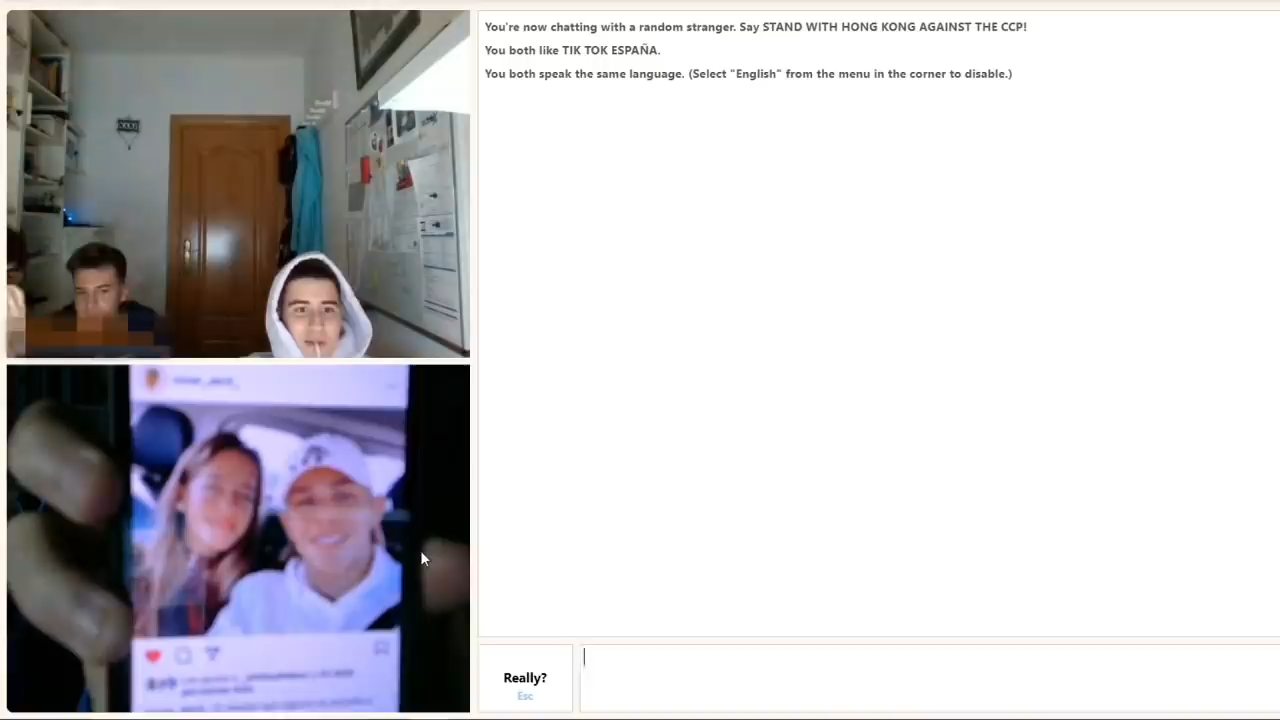 You're now chatting with a random stranger. Say STAND WITH HONG KONG AGAINST THE CCP!
You both like TIK TOK ESPAÑA.
You both speak the same language. (Select "English" from the menu in the corner to disable.)
Really?
Esc